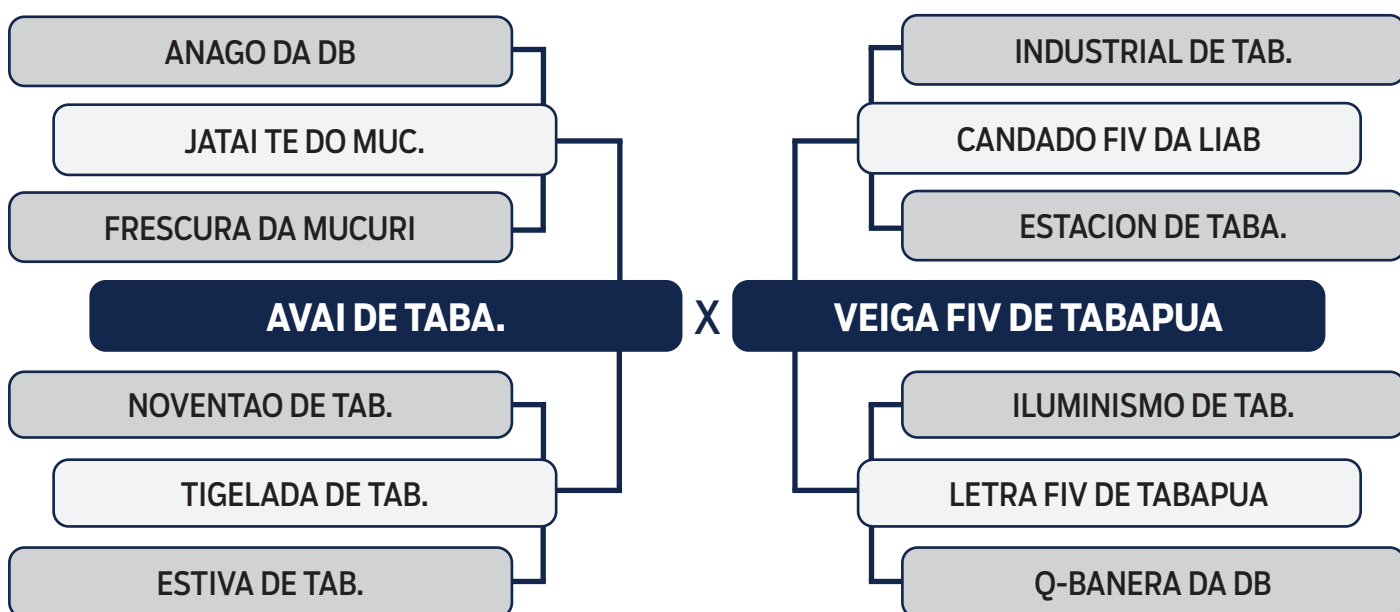 ANAGO DA DB
JATAI TE DO MUC.
FRESCURA DA MUCURI
AVAI DE TABA.
NOVENTAO DE TAB.
TIGELADA DE TAB.
ESTIVA DE TAB.
X
INDUSTRIAL DE TAB.
CANDADO FIV DA LIAB
ESTACION DE TABA.
VEIGA FIV DE TABAPUA
ILUMINISMO DE TAB.
LETRA FIV DE TABAPUA
Q-BANERA DA DB